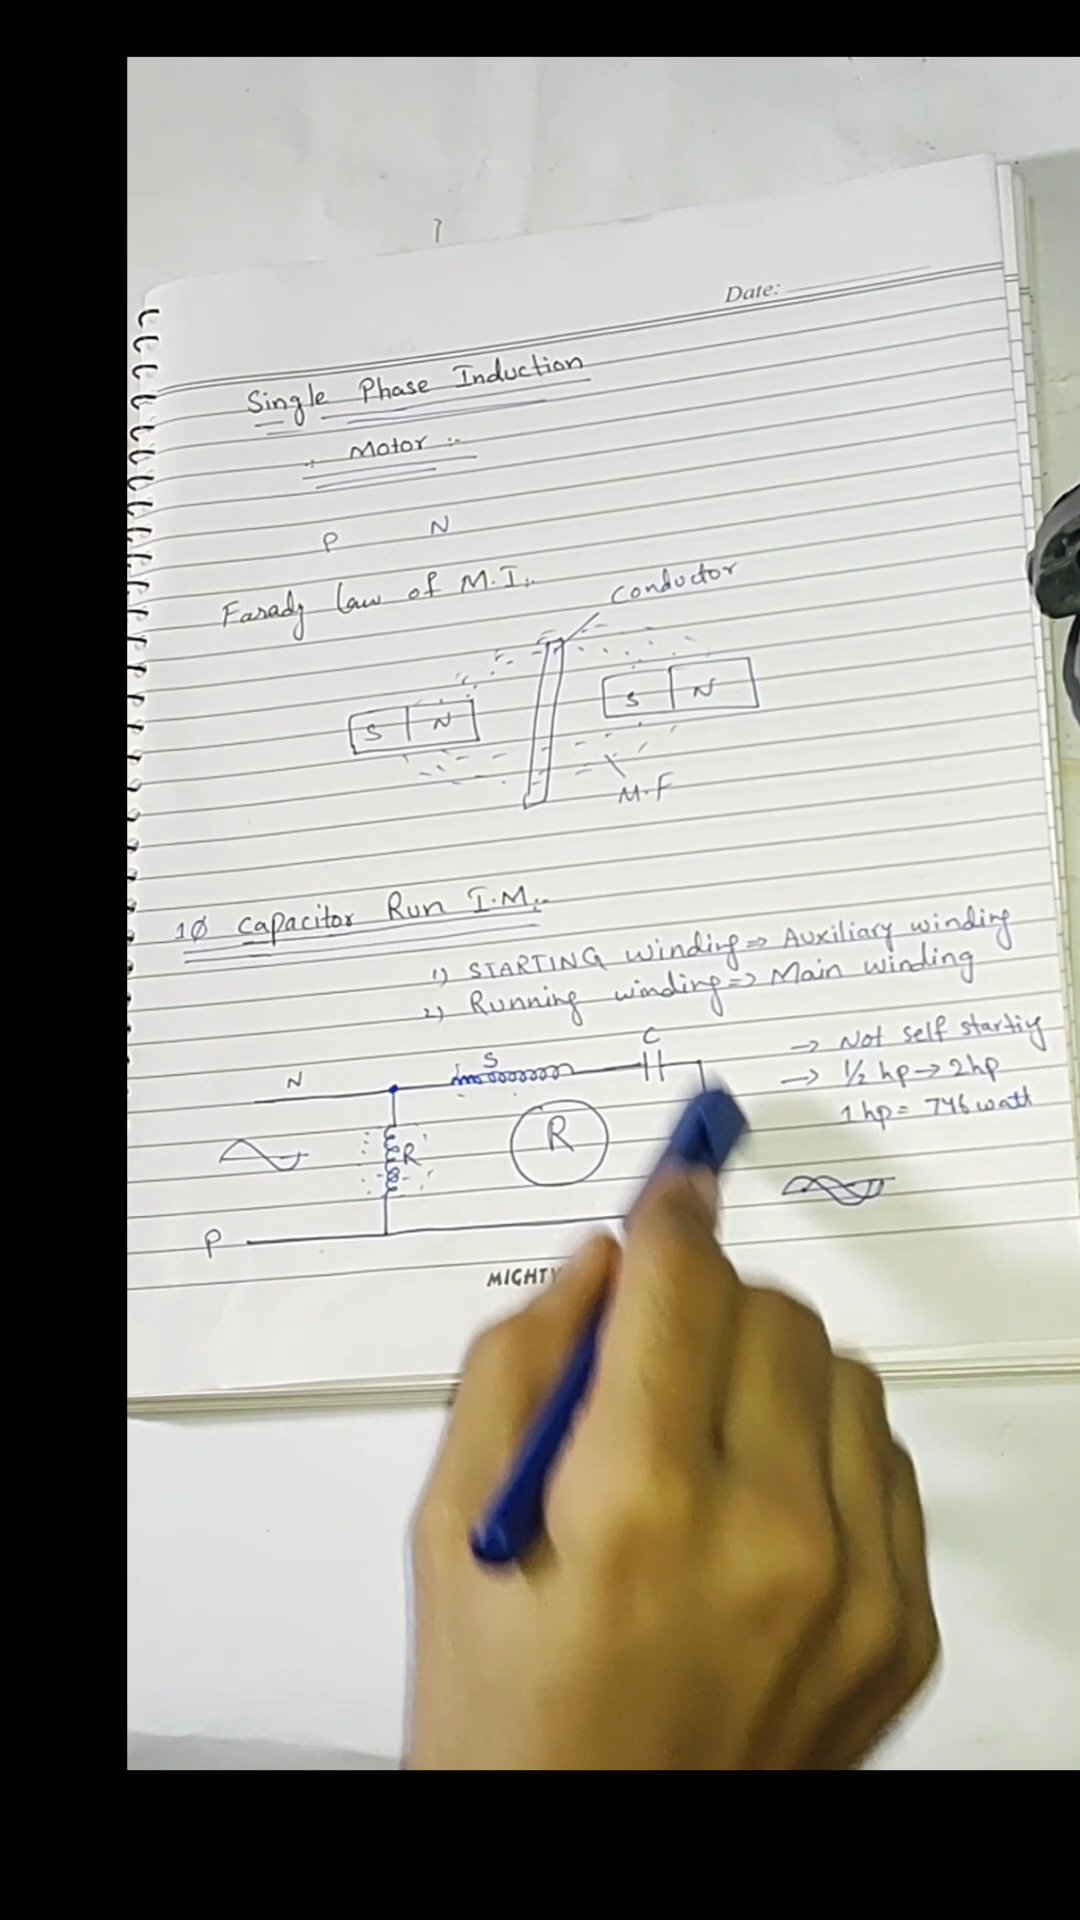 Date:
Single Phase Induction
Motor :-
P N
Farady law of M.I:.
Conductor
S N
S N
M.F
1Ø Capacitor Run I.M:-
1) STARTING winding => Auxiliary winding
2) Running winding => Main winding
→ Not self startiy
→ 1/2 hp → 2hp
1 hp = 746 watt
N
S
C
R
R
P
MIGHTY